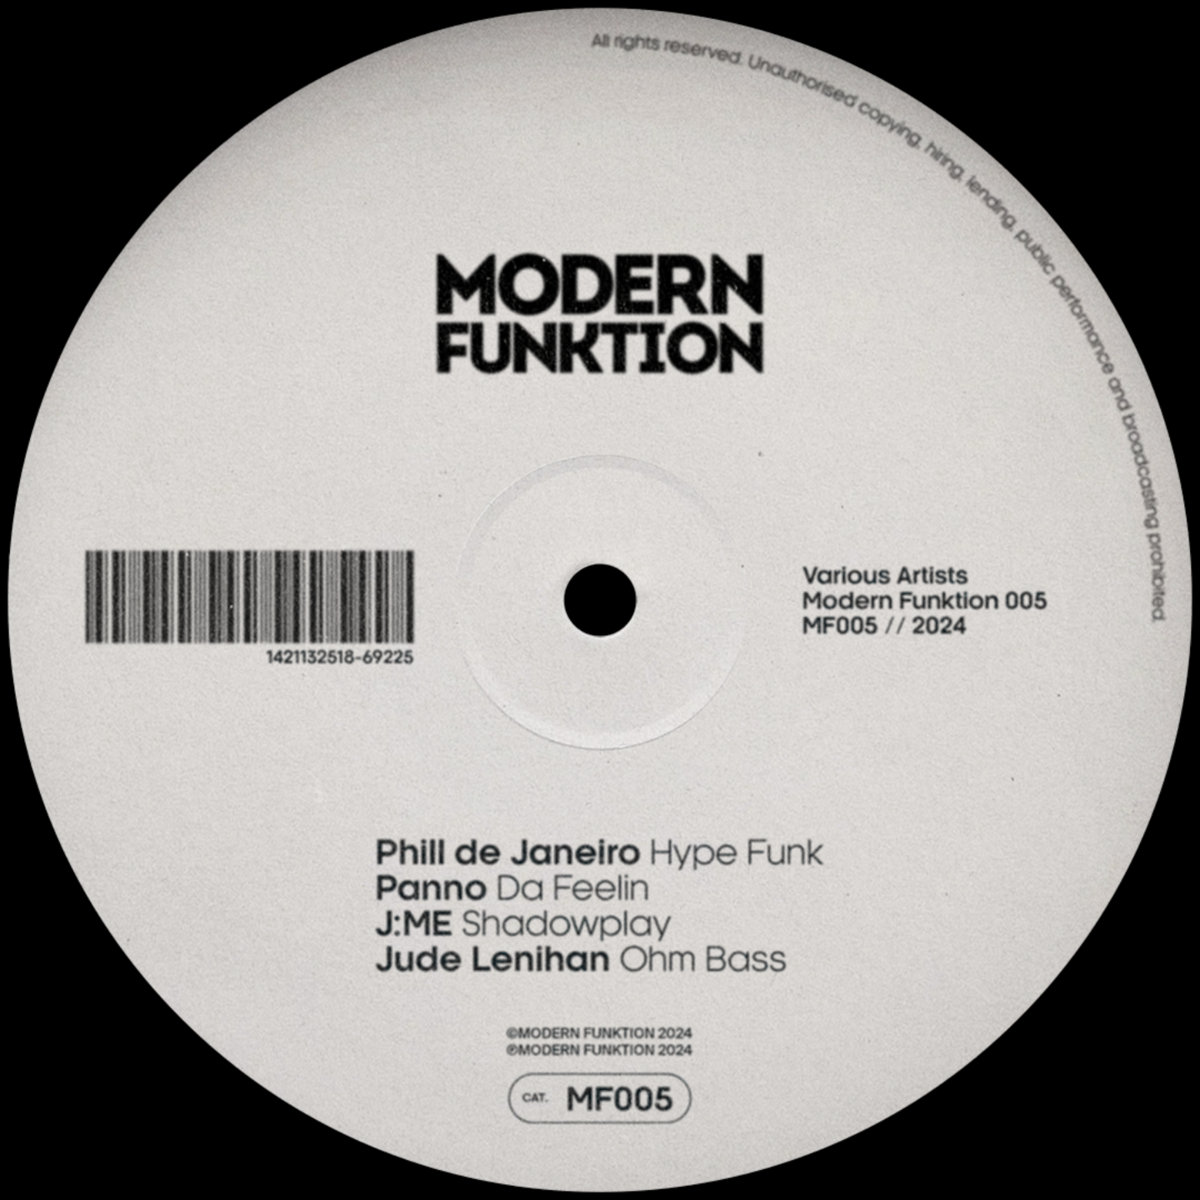 All rights reserved. Unauthorised copying, hiring, lending, public performance and broadcasting prohibited.
MODERN
FUNKTION
1421132518-69225
Various Artists
Modern Funktion 005
MF005 // 2024
Phill de Janeiro Hype Funk
Panno Da Feelin
J:ME Shadowplay
Jude Lenihan Ohm Bass
©MODERN FUNKTION 2024
℗MODERN FUNKTION 2024
CAT. MF005